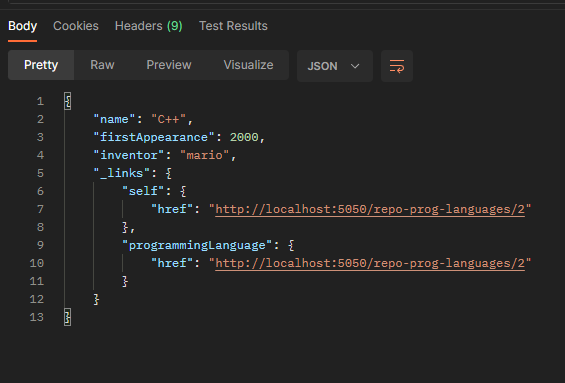 Body Cookies Headers (9) Test Results
Pretty Raw Preview Visualize JSON
1 {
2 "name": "C++",
3 "firstAppearance": 2000,
4 "inventor": "mario",
5 "_links": {
6 "self": {
7 "href": "http://localhost:5050/repo-prog-languages/2"
8 },
9 "programmingLanguage": {
10 "href": "http://localhost:5050/repo-prog-languages/2"
11 }
12 }
13 }